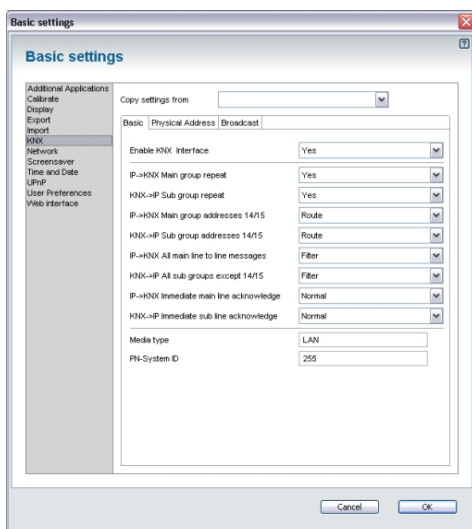 Basic settings
?
Basic settings
Additional Applications
Calibrate
Display
Export
Import
KNX
Network
Screensaver
Time and Date
UPnP
User Preferences
Web interface
Copy settings from
Basic Physical Address Broadcast
Enable KNX Interface Yes
IP->KNX Main group repeat Yes
KNX->IP Sub group repeat Yes
IP->KNX Main group addresses 14/15 Route
KNX->IP Sub group addresses 14/15 Route
IP->KNX All main line to line messages Filter
KNX->IP All sub groups except 14/15 Filter
IP->KNX Immediate main line acknowledge Normal
KNX->IP Immediate sub line acknowledge Normal
Media type LAN
PN-System ID 255
Cancel OK